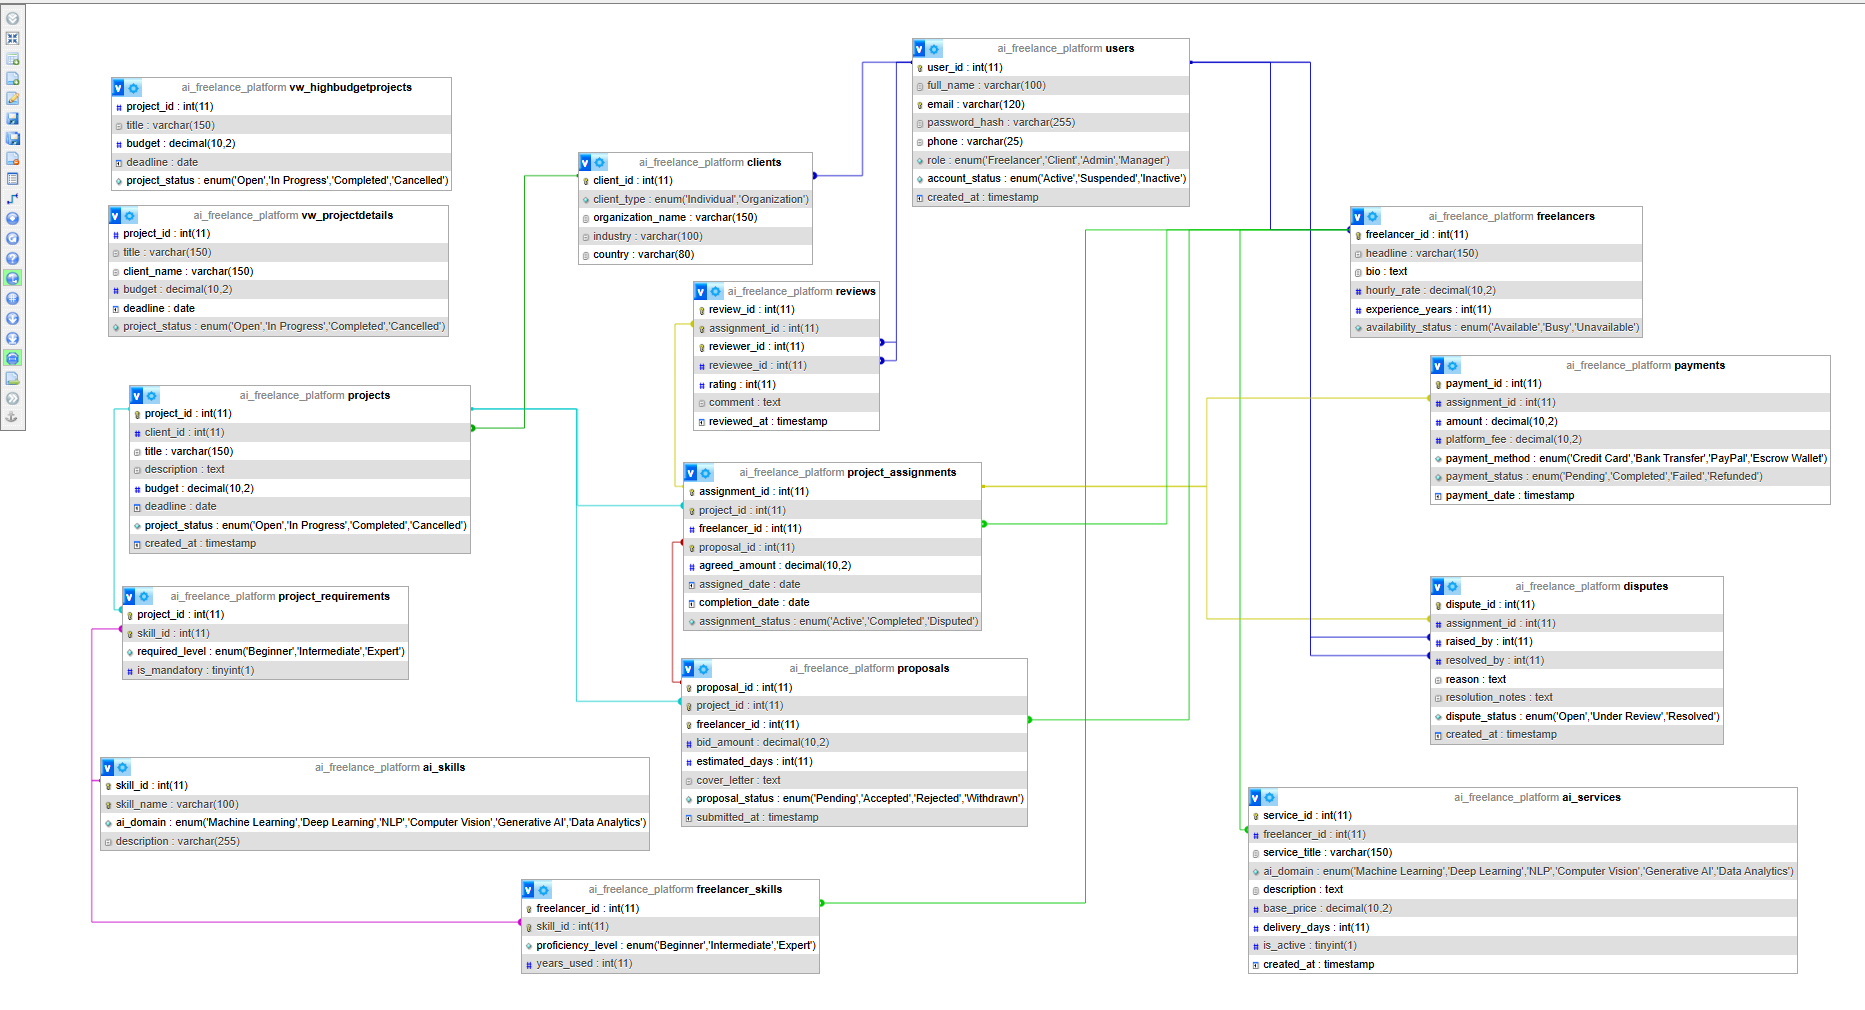 ai_freelance_platform vw_highbudgetprojects
project_id : int(11)
title : varchar(150)
budget : decimal(10,2)
deadline : date
project_status : enum('Open','In Progress','Completed','Cancelled')
ai_freelance_platform vw_projectdetails
project_id : int(11)
title : varchar(150)
client_name : varchar(150)
budget : decimal(10,2)
deadline : date
project_status : enum('Open','In Progress','Completed','Cancelled')
ai_freelance_platform projects
project_id : int(11)
client_id : int(11)
title : varchar(150)
description : text
budget : decimal(10,2)
deadline : date
project_status : enum('Open','In Progress','Completed','Cancelled')
created_at : timestamp
ai_freelance_platform project_requirements
project_id : int(11)
skill_id : int(11)
required_level : enum('Beginner','Intermediate','Expert')
is_mandatory : tinyint(1)
ai_freelance_platform ai_skills
skill_id : int(11)
skill_name : varchar(100)
ai_domain : enum('Machine Learning','Deep Learning','NLP','Computer Vision','Generative AI','Data Analytics')
description : varchar(255)
ai_freelance_platform freelancer_skills
freelancer_id : int(11)
skill_id : int(11)
proficiency_level : enum('Beginner','Intermediate','Expert')
years_used : int(11)
ai_freelance_platform clients
client_id : int(11)
client_type : enum('Individual','Organization')
organization_name : varchar(150)
industry : varchar(100)
country : varchar(80)
ai_freelance_platform reviews
review_id : int(11)
assignment_id : int(11)
reviewer_id : int(11)
reviewee_id : int(11)
rating : int(11)
comment : text
reviewed_at : timestamp
ai_freelance_platform project_assignments
assignment_id : int(11)
project_id : int(11)
freelancer_id : int(11)
proposal_id : int(11)
agreed_amount : decimal(10,2)
assigned_date : date
completion_date : date
assignment_status : enum('Active','Completed','Disputed')
ai_freelance_platform proposals
proposal_id : int(11)
project_id : int(11)
freelancer_id : int(11)
bid_amount : decimal(10,2)
estimated_days : int(11)
cover_letter : text
proposal_status : enum('Pending','Accepted','Rejected','Withdrawn')
submitted_at : timestamp
ai_freelance_platform users
user_id : int(11)
full_name : varchar(100)
email : varchar(120)
password_hash : varchar(255)
phone : varchar(25)
role : enum('Freelancer','Client','Admin','Manager')
account_status : enum('Active','Suspended','Inactive')
created_at : timestamp
ai_freelance_platform freelancers
freelancer_id : int(11)
headline : varchar(150)
bio : text
hourly_rate : decimal(10,2)
experience_years : int(11)
availability_status : enum('Available','Busy','Unavailable')
ai_freelance_platform payments
payment_id : int(11)
assignment_id : int(11)
amount : decimal(10,2)
platform_fee : decimal(10,2)
payment_method : enum('Credit Card','Bank Transfer','PayPal','Escrow Wallet')
payment_status : enum('Pending','Completed','Failed','Refunded')
payment_date : timestamp
ai_freelance_platform disputes
dispute_id : int(11)
assignment_id : int(11)
raised_by : int(11)
resolved_by : int(11)
reason : text
resolution_notes : text
dispute_status : enum('Open','Under Review','Resolved')
created_at : timestamp
ai_freelance_platform ai_services
service_id : int(11)
freelancer_id : int(11)
service_title : varchar(150)
ai_domain : enum('Machine Learning','Deep Learning','NLP','Computer Vision','Generative AI','Data Analytics')
description : text
base_price : decimal(10,2)
delivery_days : int(11)
is_active : tinyint(1)
created_at : timestamp